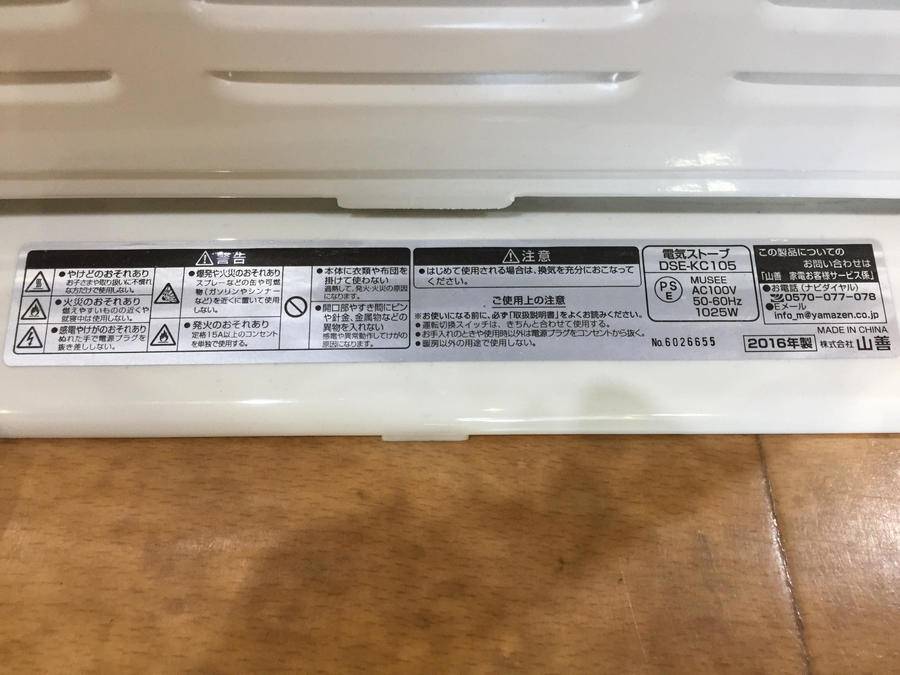 ⚠警告
●やけどのおそれあり
お子さまや取り扱いに不慣れ
な方だけで使用しない。
●火災のおそれあり
燃えやすいものの近くや
就寝中は使用しない。
●感電やけがのおそれあり
ぬれた手で電源プラグを
抜き差ししない。
●爆発や火災のおそれあり
スプレーなどの缶や可燃
物(ガソリンやシンナー
など)を近くに置いて使用
しない。
●発火のおそれあり
定格15A以上のコンセント
を単独で使用する。
●本体に衣類や布団を
掛けて使わない
過熱して、発火・火災の原因
になります。
●開口部やすき間にピン
や針金、金属物などの
異物を入れない
感電や異常動作してけがの
原因になります。
⚠注意
●はじめて使用される場合は、換気を充分におこなって
ください。
ご使用上の注意
※お使いになる前に、必ず「取扱説明書」をよくお読みください。
●運転切換スイッチは、きちんと合わせて使用する。
●お手入れのときや使用時以外は電源プラグをコンセントから抜く。
●暖房以外の用途で使用しない。
電気ストーブ
DSE-KC105
PS
E
MUSEE
AC100V
50-60Hz
1025W
No.6026655
この製品についての
お問い合わせは
「山善 家電お客様サービス係」
●お電話(ナビダイヤル)
0570-077-078
●Eメール
info_m@yamazen.co.jp
MADE IN CHINA
2016年製 株式会社 山善